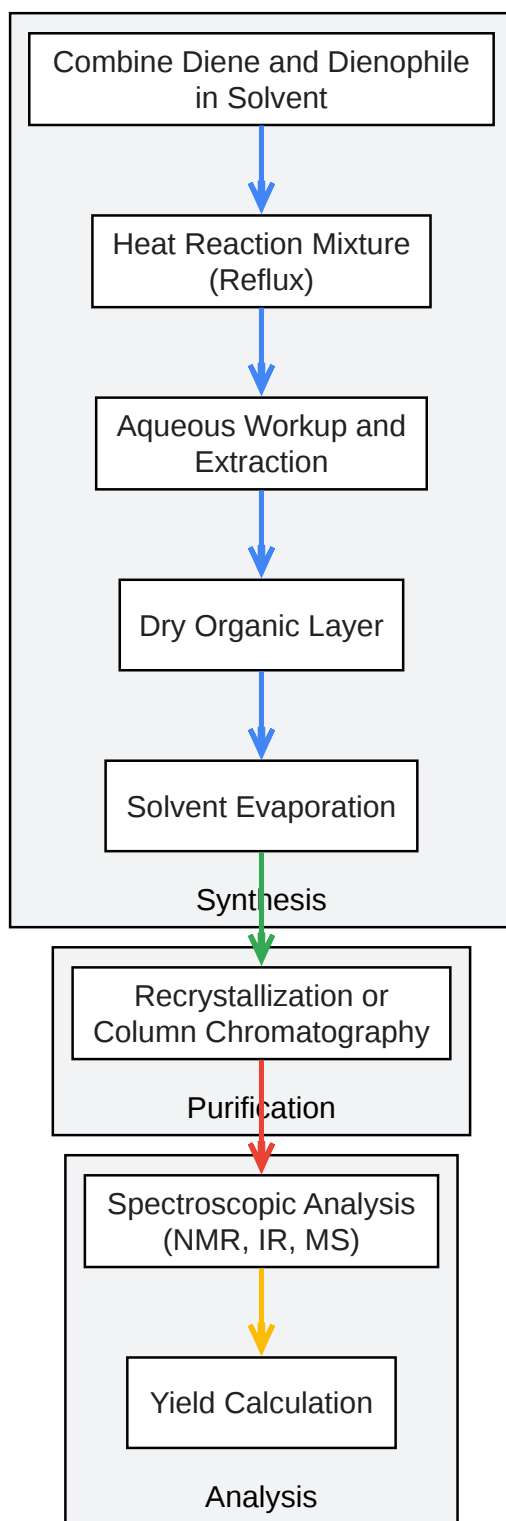 Combine Diene and Dienophile
in Solvent
Heat Reaction Mixture
(Reflux)
Aqueous Workup and
Extraction
Dry Organic Layer
Solvent Evaporation
Synthesis
Recrystallization or
Column Chromatography
Purification
Spectroscopic Analysis
(NMR, IR, MS)
Yield Calculation
Analysis